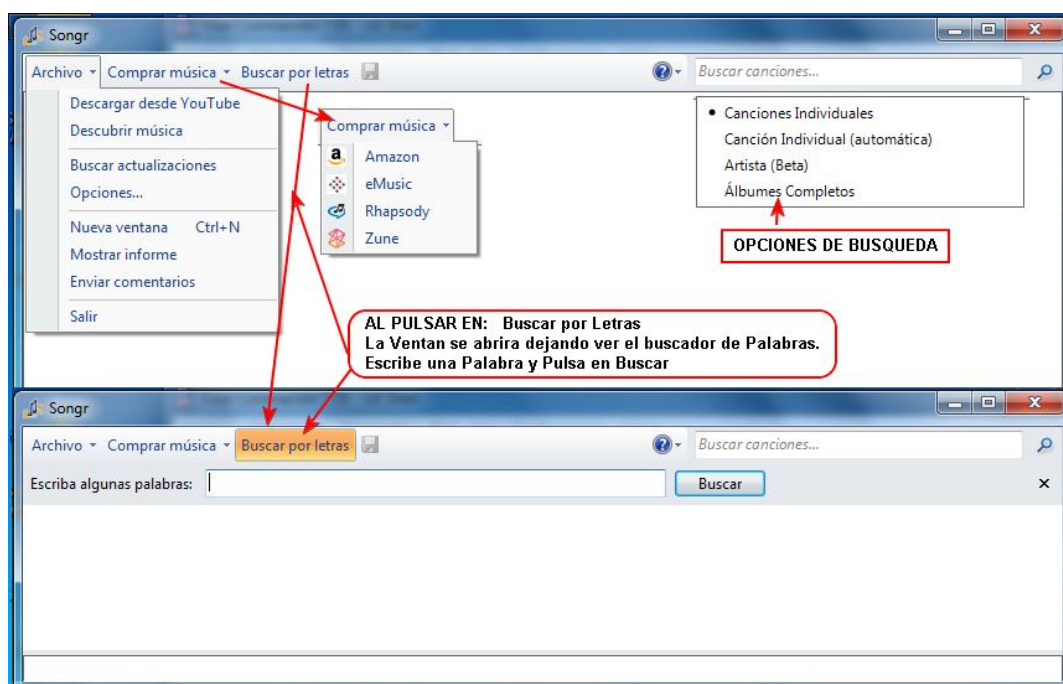 Songr
Archivo Comprar música Buscar por letras Buscar canciones...
Descargar desde YouTube
Descubrir música
Buscar actualizaciones
Opciones...
Nueva ventana Ctrl+N
Mostrar informe
Enviar comentarios
Salir
Comprar música
Amazon
eMusic
Rhapsody
Zune
Canciones Individuales
Canción Individual (automática)
Artista (Beta)
Álbumes Completos
OPCIONES DE BUSQUEDA
AL PULSAR EN: Buscar por Letras
La Ventan se abrira dejando ver el buscador de Palabras.
Escribe una Palabra y Pulsa en Buscar
Songr
Archivo Comprar música Buscar por letras Buscar canciones...
Escriba algunas palabras: Buscar